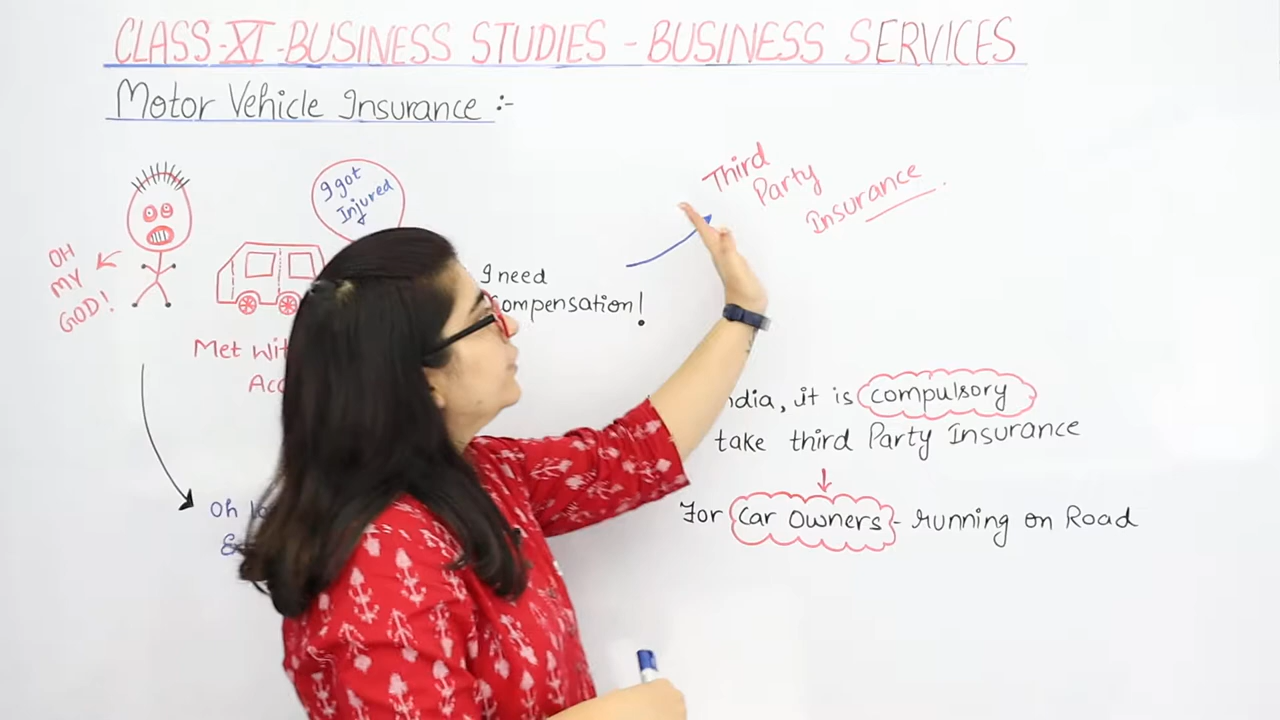 CLASS-XI-BUSINESS STUDIES - BUSINESS SERVICES
Motor Vehicle Insurance :-
I got
Injured
OH
MY
GOD!
I need
compensation!
Third
Party
Insurance
Met
it is compulsory
take third Party Insurance
For Car Owners - running on Road
Oh